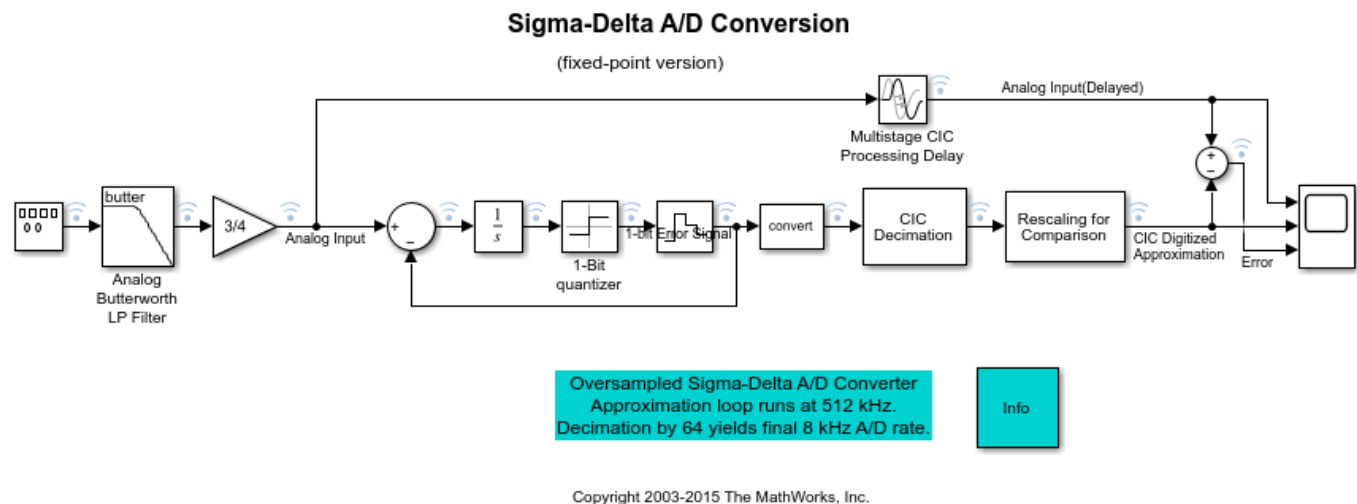 Sigma-Delta A/D Conversion
(fixed-point version)
Analog Input(Delayed)
Multistage CIC
Processing Delay
+
−
butter
3/4
Analog Input
+
−
1
s
1-bit Error Signal
convert
CIC
Decimation
Rescaling for
Comparison
CIC Digitized
Approximation
Error
Analog
Butterworth
LP Filter
1-Bit
quantizer
Oversampled Sigma-Delta A/D Converter
Approximation loop runs at 512 kHz.
Decimation by 64 yields final 8 kHz A/D rate.
Info
Copyright 2003-2015 The MathWorks, Inc.